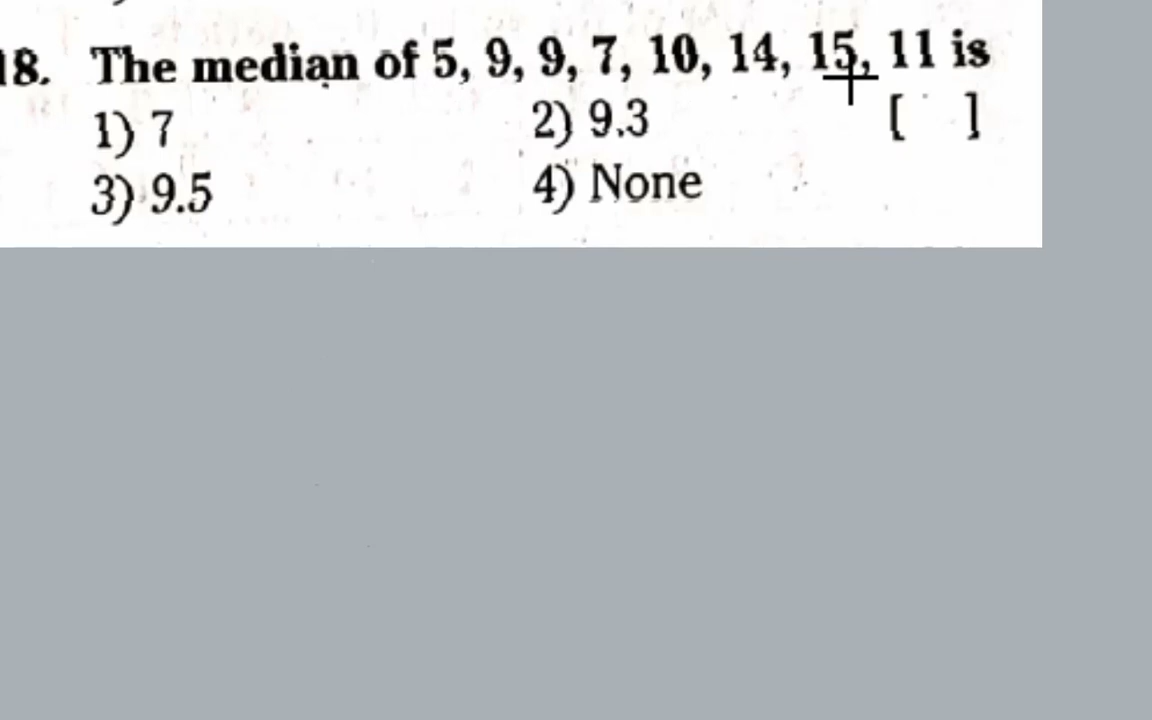 18. The median of 5, 9, 9, 7, 10, 14, 15, 11 is
1) 7 2) 9.3 [ ]
3) 9.5 4) None